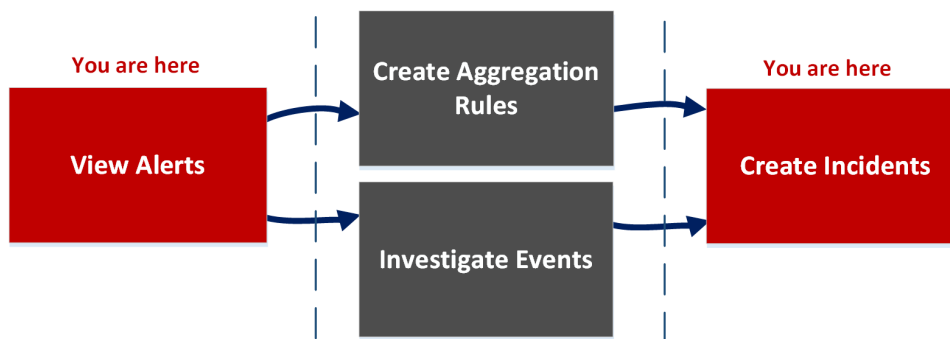 You are here
View Alerts
Create Aggregation
Rules
Investigate Events
You are here
Create Incidents